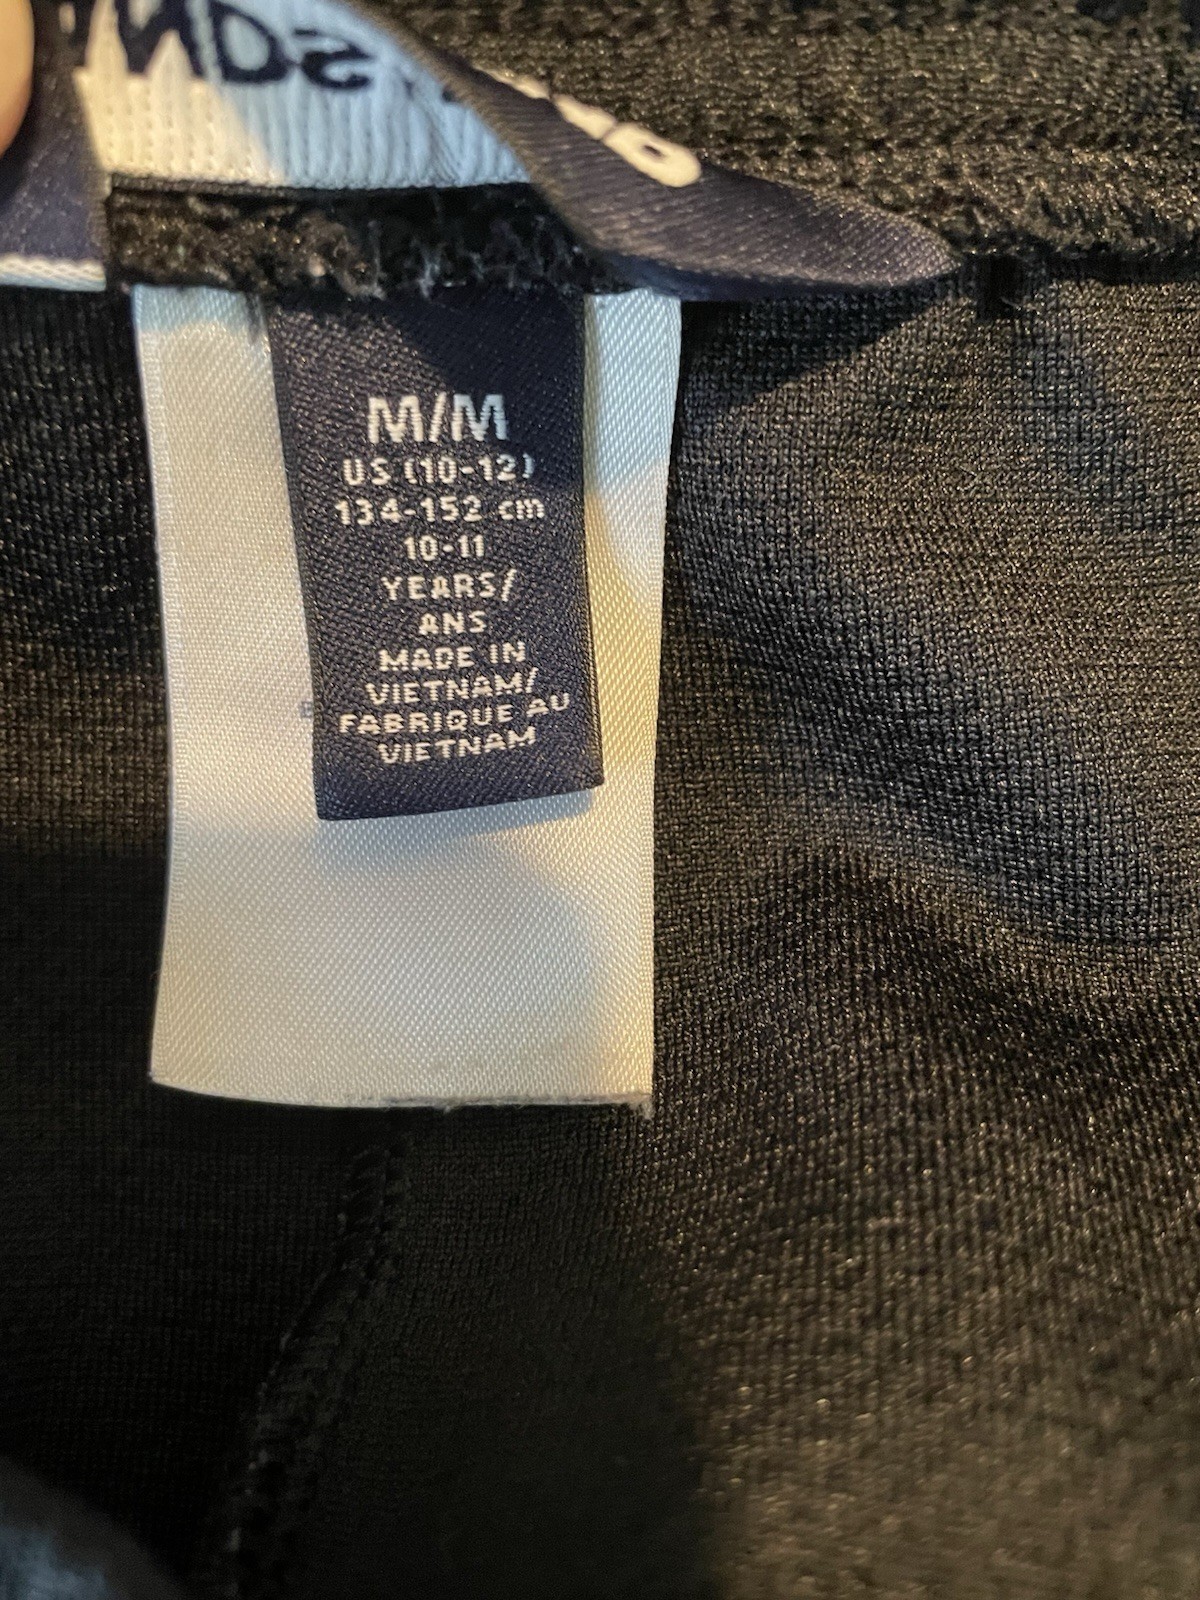 M/M
US (10-12)
134-152 cm
10-11
YEARS/
ANS
MADE IN
VIETNAM/
FABRIQUE AU
VIETNAM